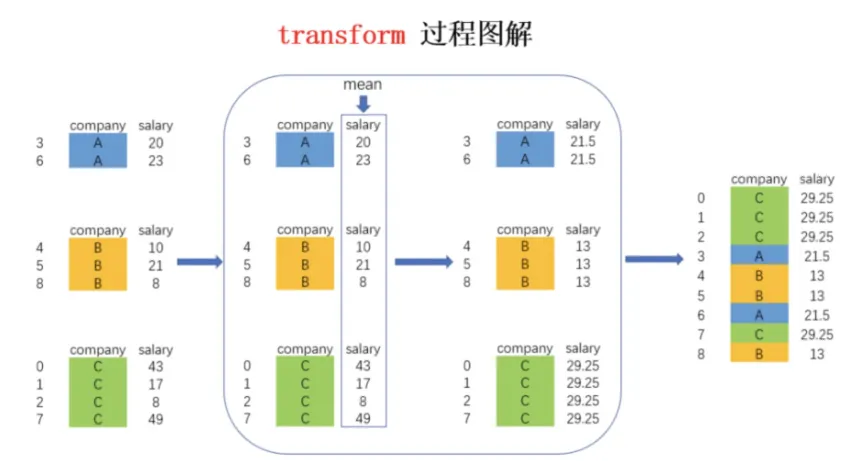 transform 过程图解
mean
company salary
3 A 20
6 A 23
company salary
4 B 10
5 B 21
8 B 8
company salary
0 C 43
1 C 17
2 C 8
7 C 49
company salary
3 A 20
6 A 23
company salary
4 B 10
5 B 21
8 B 8
company salary
0 C 43
1 C 17
2 C 8
7 C 49
company salary
3 A 21.5
6 A 21.5
company salary
4 B 13
5 B 13
8 B 13
company salary
0 C 29.25
1 C 29.25
2 C 29.25
7 C 29.25
company salary
0 C 29.25
1 C 29.25
2 C 29.25
3 A 21.5
4 B 13
5 B 13
6 A 21.5
7 C 29.25
8 B 13